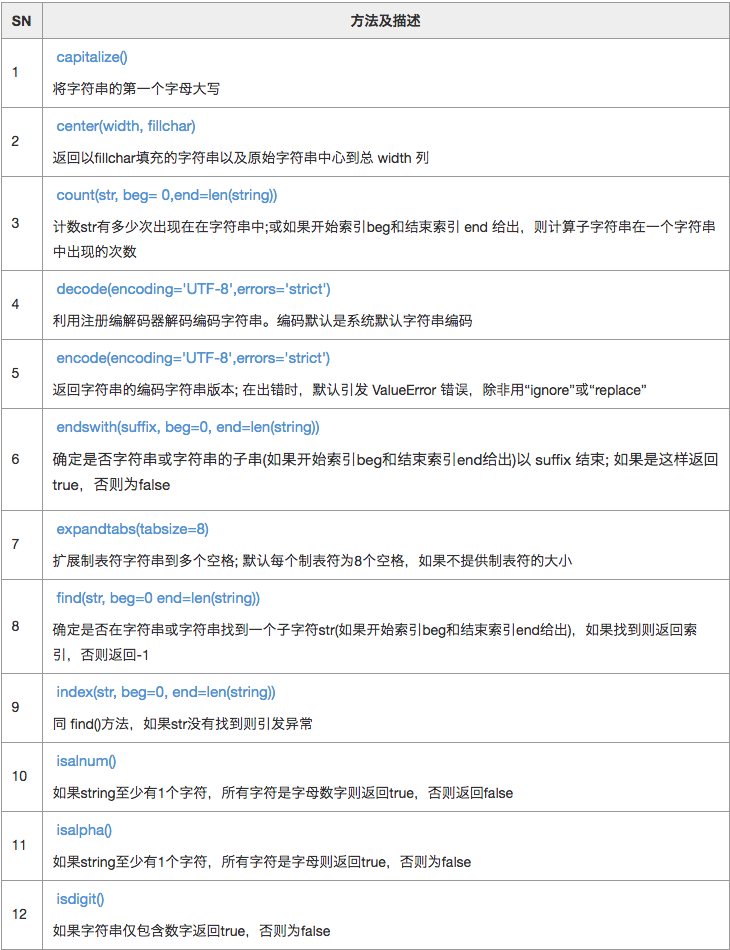 SN 方法及描述
1
capitalize()
将字符串的第一个字母大写
2
center(width, fillchar)
返回以fillchar填充的字符串以及原始字符串中心到总 width 列
3
count(str, beg= 0,end=len(string))
计数str有多少次出现在在字符串中;或如果开始索引beg和结束索引 end 给出，则计算子字符串在一个字符串
中出现的次数
4
decode(encoding='UTF-8',errors='strict')
利用注册编解码器解码编码字符串。编码默认是系统默认字符串编码
5
encode(encoding='UTF-8',errors='strict')
返回字符串的编码字符串版本; 在出错时，默认引发 ValueError 错误，除非用“ignore”或“replace”
6
endswith(suffix, beg=0, end=len(string))
确定是否字符串或字符串的子串(如果开始索引beg和结束索引end给出)以 suffix 结束; 如果是这样返回
true，否则为false
7
expandtabs(tabsize=8)
扩展制表符字符串到多个空格; 默认每个制表符为8个空格，如果不提供制表符的大小
8
find(str, beg=0 end=len(string))
确定是否在字符串或字符串找到一个子字符str(如果开始索引beg和结束索引end给出)，如果找到则返回索
引，否则返回-1
9
index(str, beg=0, end=len(string))
同 find()方法，如果str没有找到则引发异常
10
isalnum()
如果string至少有1个字符，所有字符是字母数字则返回true，否则返回false
11
isalpha()
如果string至少有1个字符，所有字符是字母则返回true，否则为false
12
isdigit()
如果字符串仅包含数字返回true，否则为false